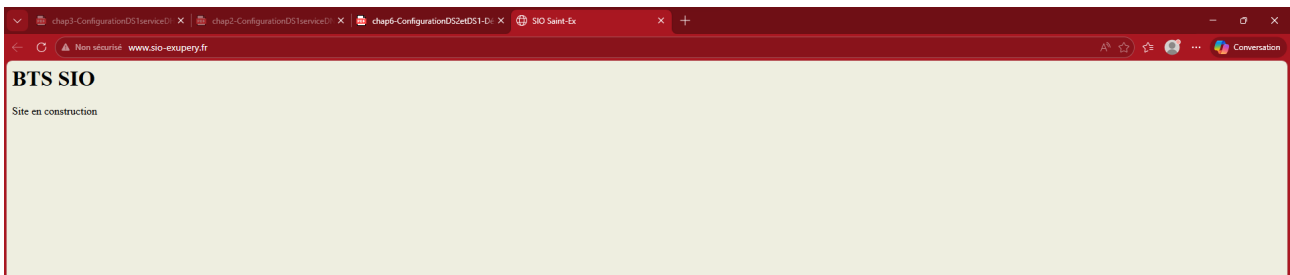 chap3-ConfigurationDS1serviceD
chap2-ConfigurationDS1serviceD
chap6-ConfigurationDS2etDS1-De
SIO Saint-Ex
Non sécurisé www.sio-exupery.fr
Conversation
BTS SIO
Site en construction